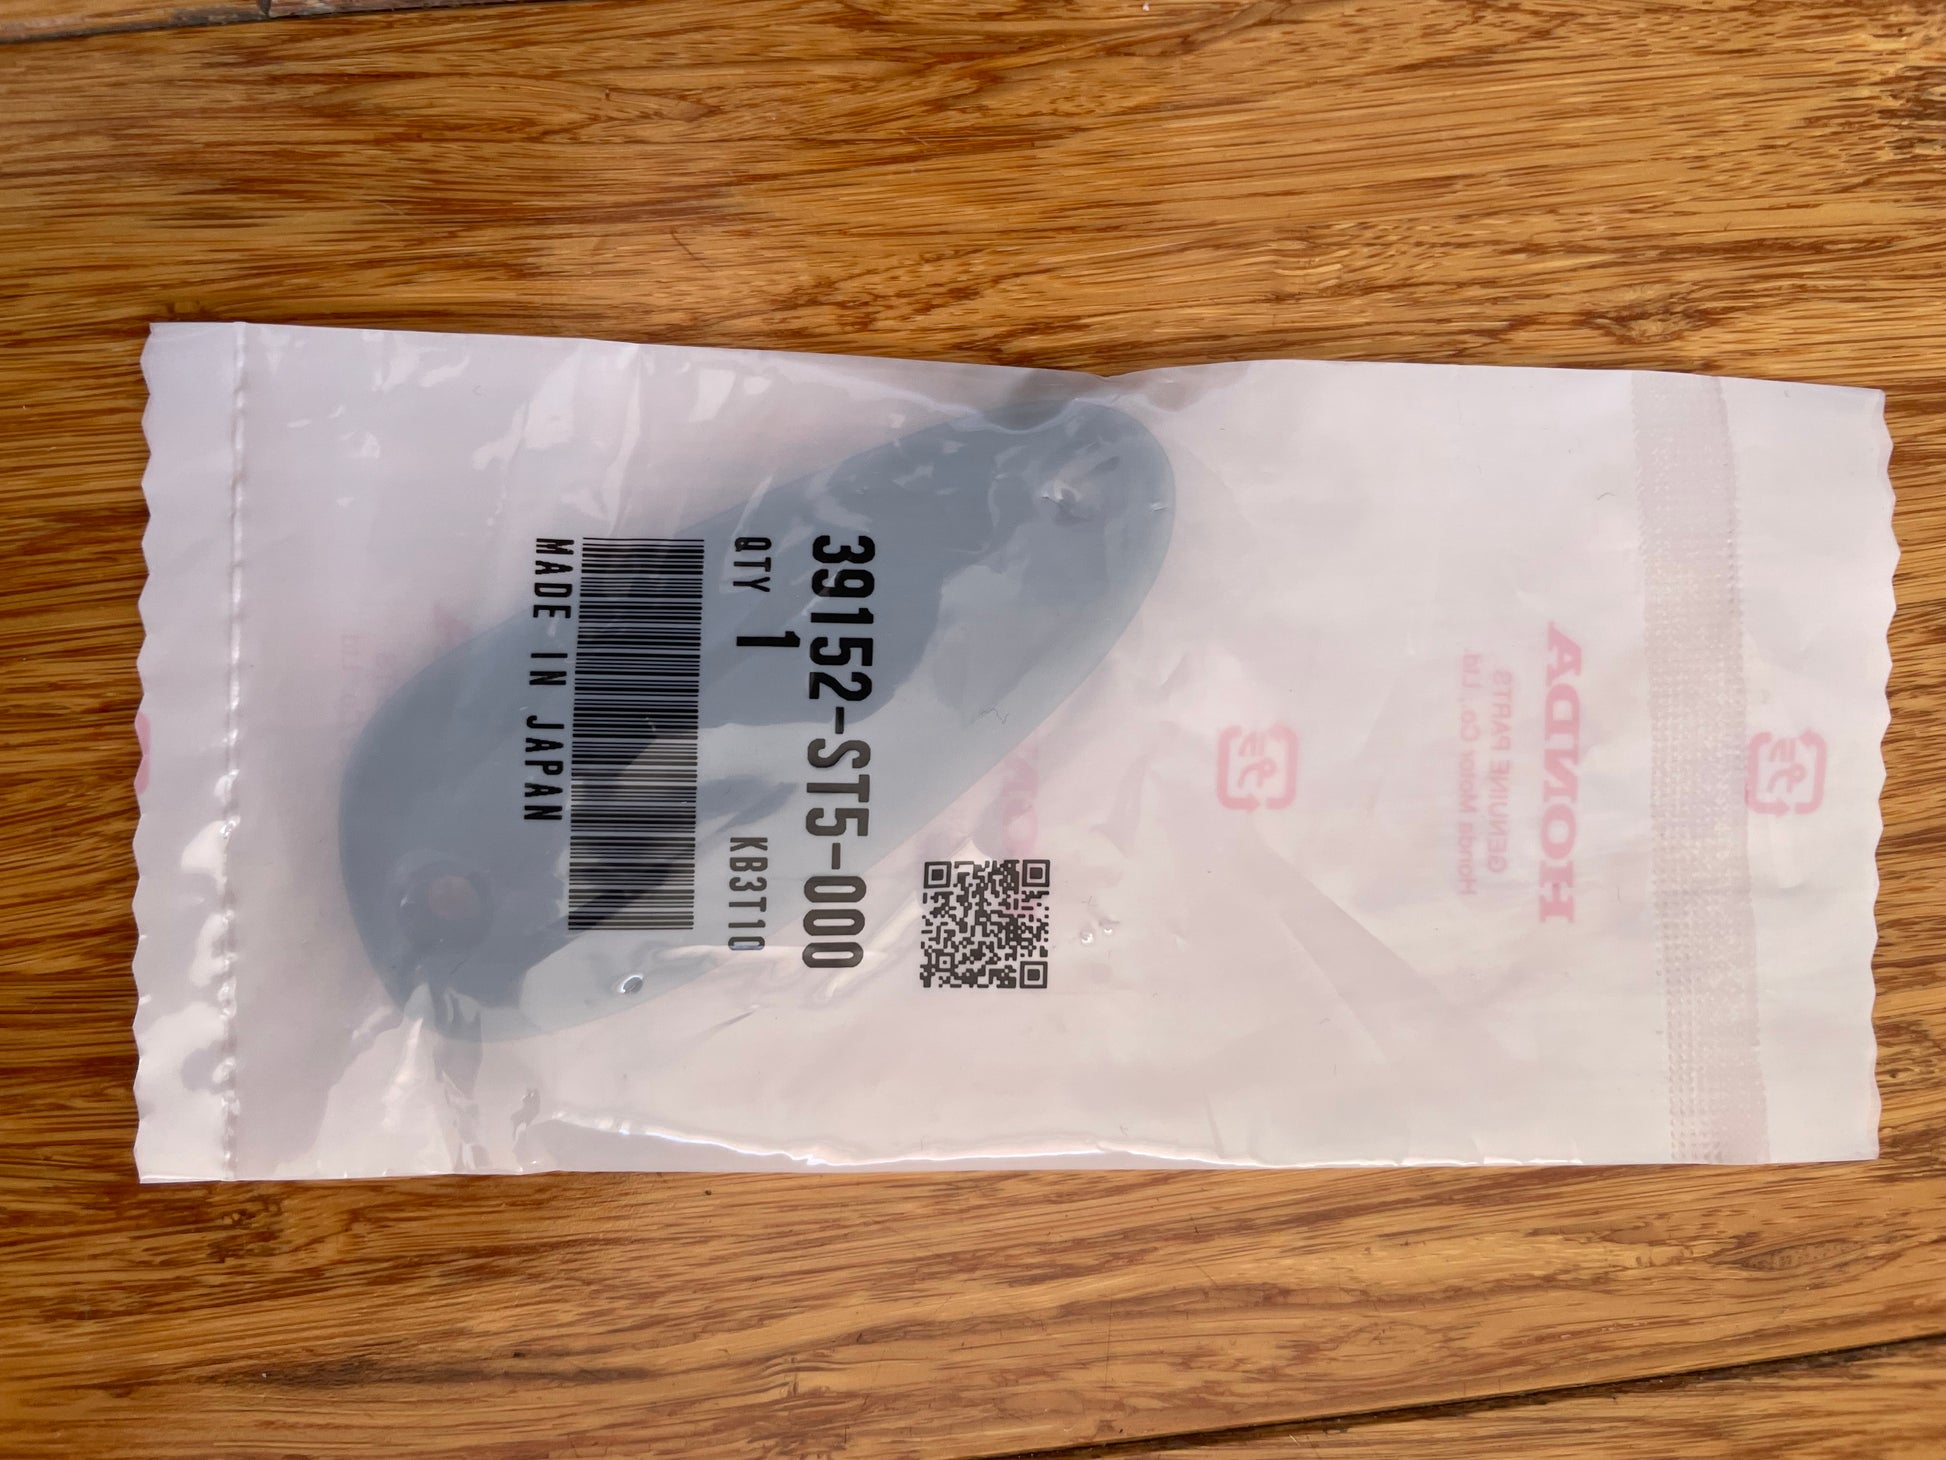 39152-ST5-000
QTY 1 KB3T10
MADE IN JAPAN
HONDA
GENUINE PARTS
Honda Motor Co., Ltd.